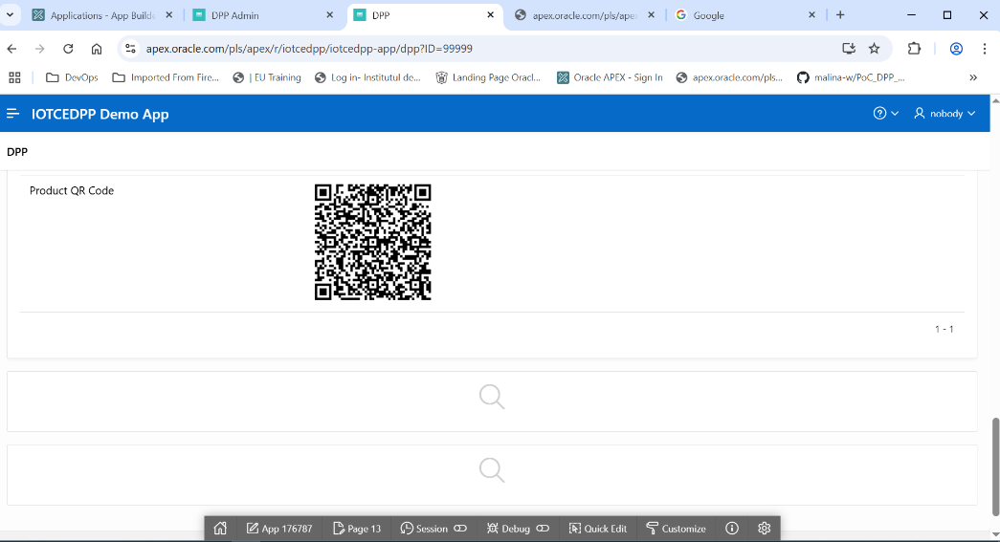 Applications - App Builde
DPP Admin
DPP
apex.oracle.com/pls/apex
Google
apex.oracle.com/pls/apex/r/iotcedpp/iotcedpp-app/dpp?ID=99999
DevOps
Imported From Fire...
| EU Training
Log in- Institutul de...
Landing Page Oracl...
Oracle APEX - Sign In
apex.oracle.com/pls...
malina-w/PoC_DPP_...
IOTCEDPP Demo App
nobody
DPP
Product QR Code
1 - 1
App 176787
Page 13
Session
Debug
Quick Edit
Customize